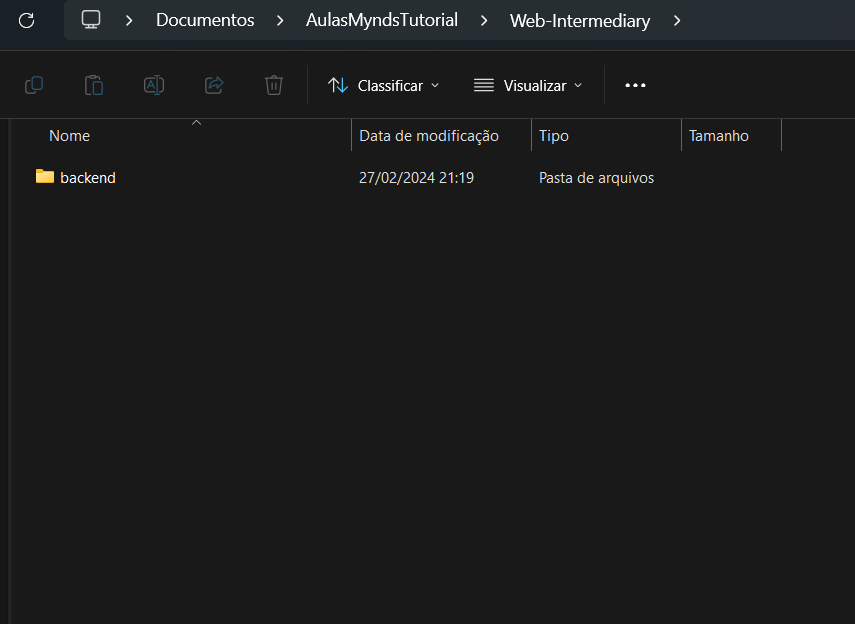 Documentos > AulasMyndsTutorial > Web-Intermediary >
Classificar Visualizar
Nome Data de modificação Tipo Tamanho
backend 27/02/2024 21:19 Pasta de arquivos